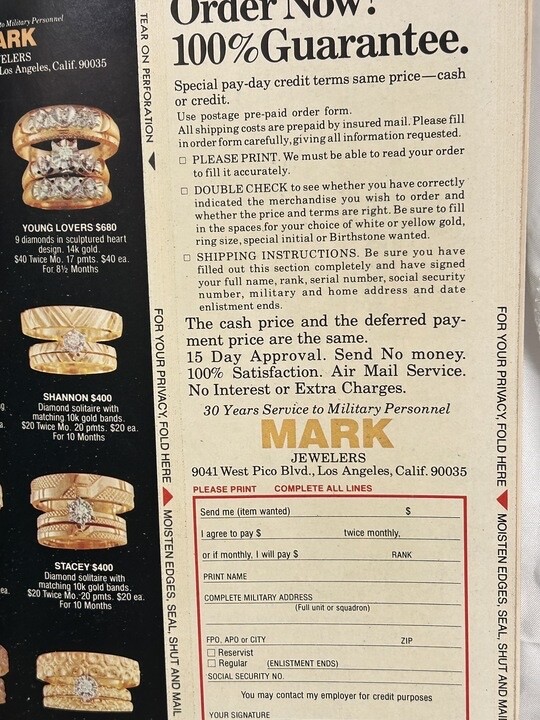 to Military Personnel
ARK
ELERS
Los Angeles, Calif. 90035
YOUNG LOVERS $680
9 diamonds in sculptured heart
design. 14k gold.
$40 Twice Mo. 17 pmts. $40 ea.
For 8½ Months
SHANNON $400
Diamond solitaire with
matching 10k gold bands.
$20 Twice Mo. 20 pmts. $20 ea.
For 10 Months
STACEY $400
Diamond solitaire with
matching 10k gold bands.
$20 Twice Mo. 20 pmts. $20 ea.
For 10 Months
ea.
TEAR ON PERFORATION
FOR YOUR PRIVACY, FOLD HERE
MOISTEN EDGES, SEAL, SHUT AND MAIL
Order Now!
100% Guarantee.
Special pay-day credit terms same price—cash
or credit.
Use postage pre-paid order form.
All shipping costs are prepaid by insured mail. Please fill
in order form carefully, giving all information requested.
□ PLEASE PRINT. We must be able to read your order
to fill it accurately.
□ DOUBLE CHECK to see whether you have correctly
indicated the merchandise you wish to order and
whether the price and terms are right. Be sure to fill
in the spaces for your choice of white or yellow gold,
ring size, special initial or Birthstone wanted.
□ SHIPPING INSTRUCTIONS. Be sure you have
filled out this section completely and have signed
your full name, rank, serial number, social security
number, military and home address and date
enlistment ends.
The cash price and the deferred pay-
ment price are the same.
15 Day Approval. Send No money.
100% Satisfaction. Air Mail Service.
No Interest or Extra Charges.
30 Years Service to Military Personnel
MARK
JEWELERS
9041 West Pico Blvd., Los Angeles, Calif. 90035
PLEASE PRINT COMPLETE ALL LINES
Send me (item wanted) $
I agree to pay $ twice monthly,
or if monthly, I will pay $ RANK
PRINT NAME
COMPLETE MILITARY ADDRESS
(Full unit or squadron)
FPO, APO or CITY ZIP
□ Reservist
□ Regular (ENLISTMENT ENDS)
SOCIAL SECURITY NO.
You may contact my employer for credit purposes
YOUR SIGNATURE
FOR YOUR PRIVACY, FOLD HERE
MOISTEN EDGES, SEAL, SHUT AND MAIL